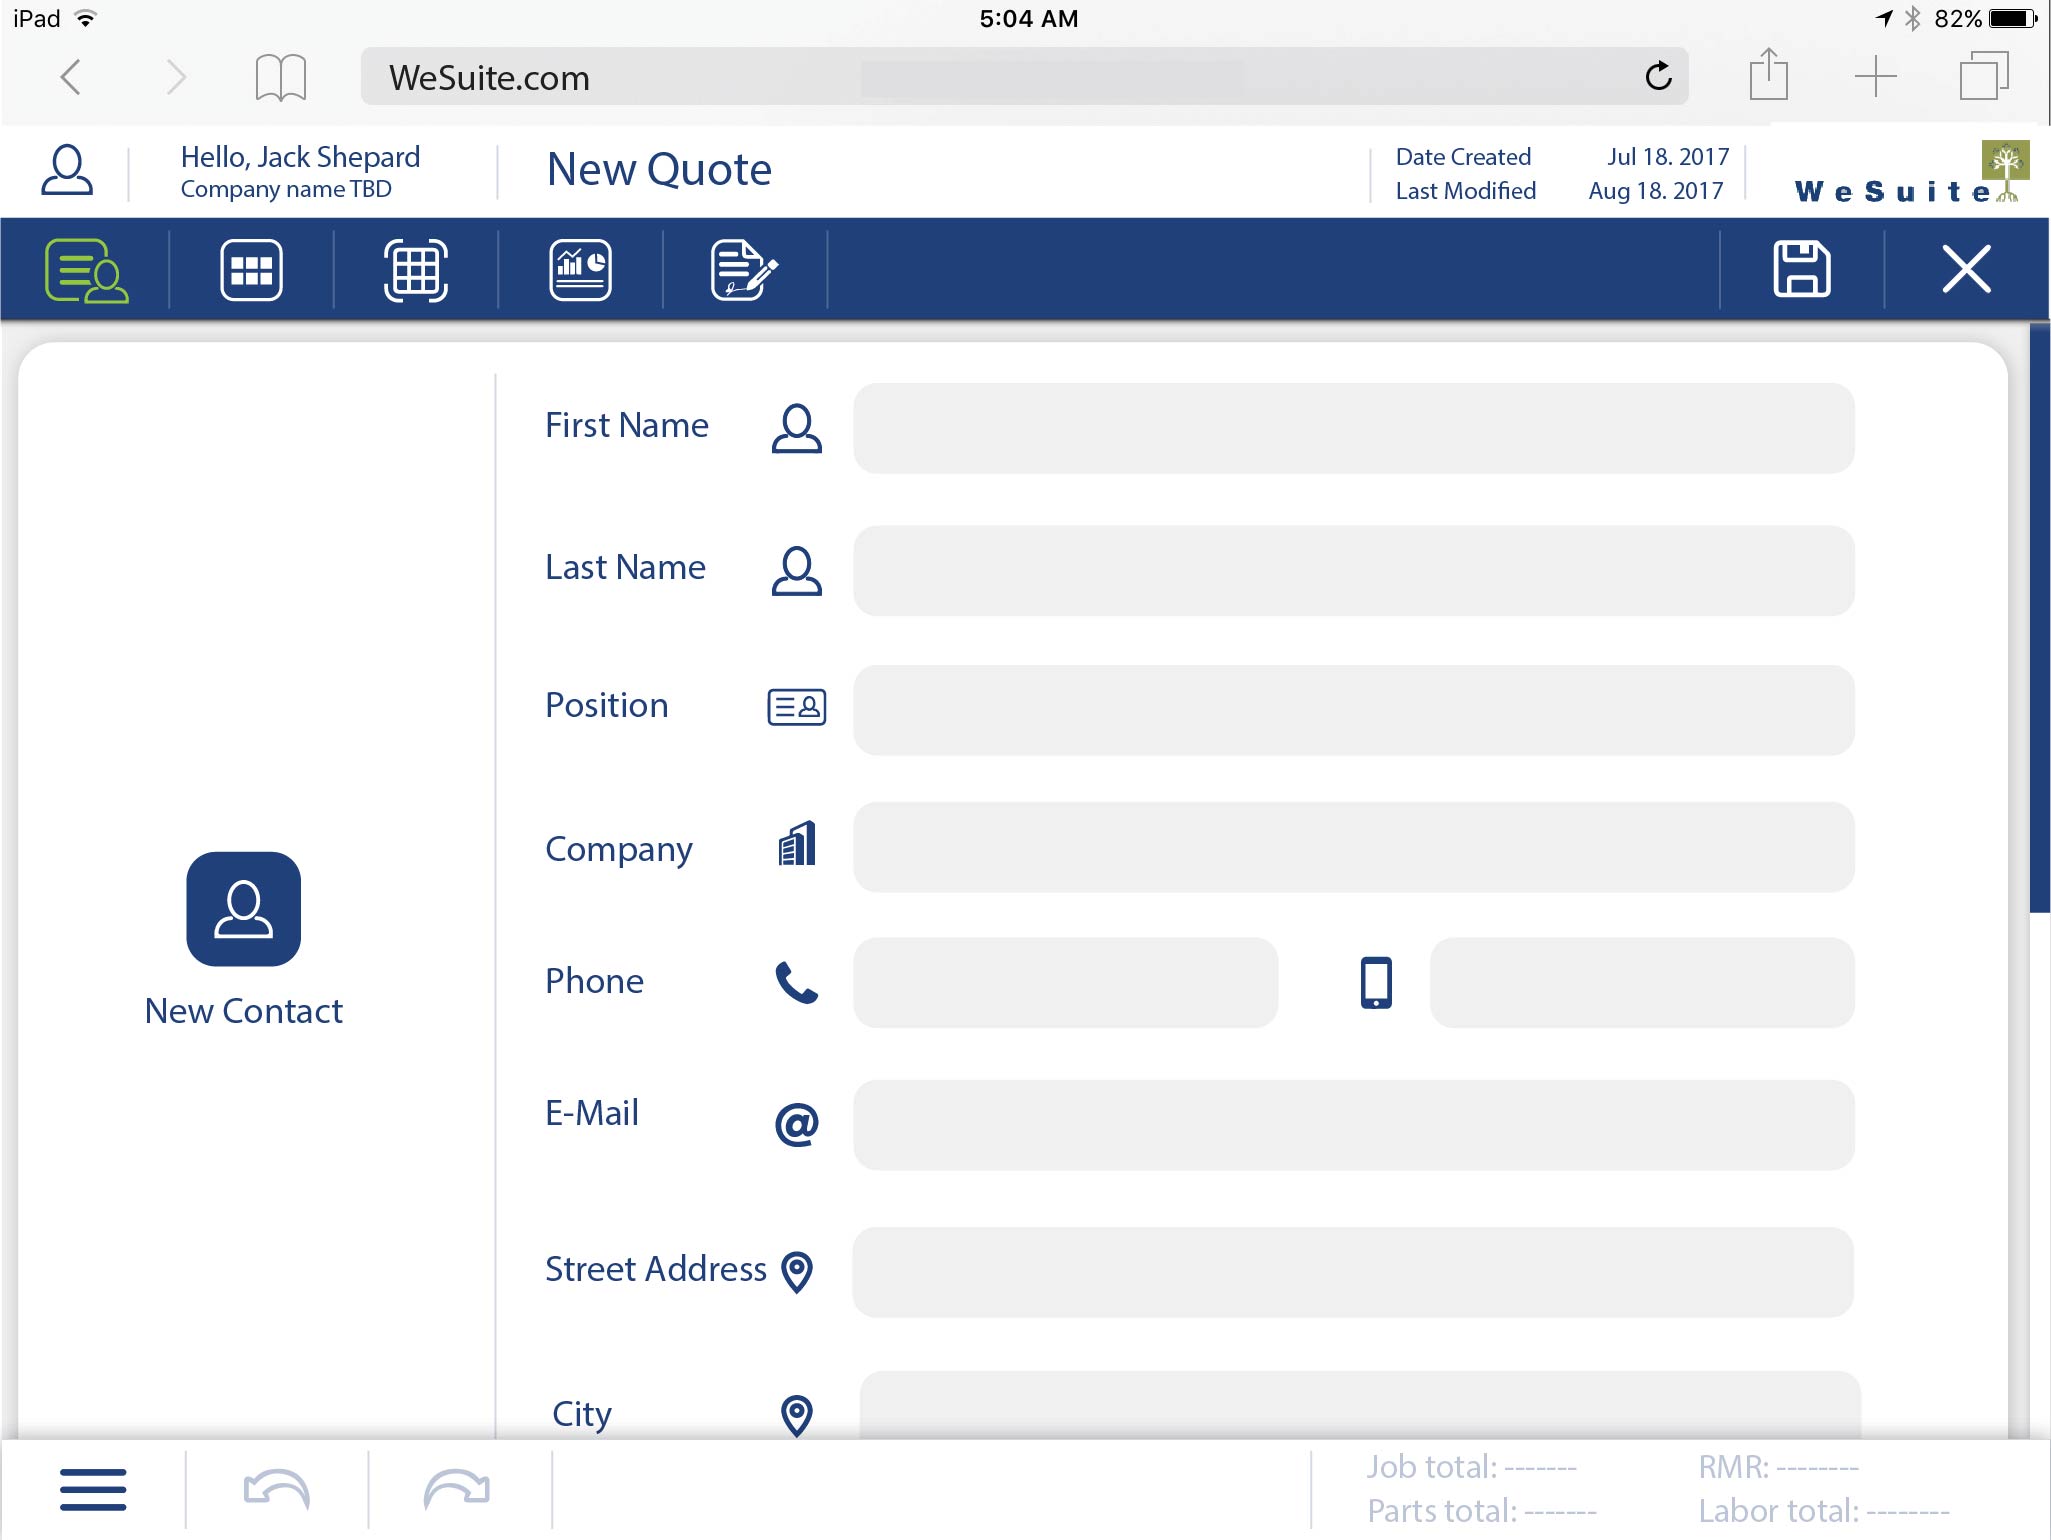 iPad
5:04 AM
82%
WeSuite.com
Hello, Jack Shepard
Company name TBD
New Quote
Date Created Jul 18. 2017
Last Modified Aug 18. 2017
WeSuite
First Name
Last Name
Position
Company
Phone
New Contact
E-Mail
@
Street Address
City
Job total: -------
RMR: --------
Parts total: -------
Labor total: --------